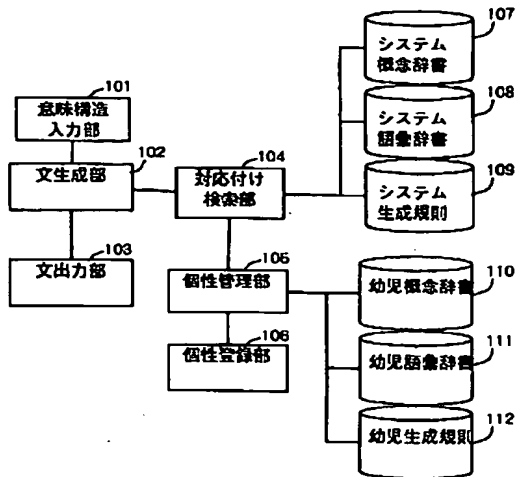 107
システム
概念辞書
101
意味構造
入力部
108
システム
語彙辞書
102
文生成部
104
対応付け
検索部
109
システム
生成規則
103
文出力部
105
個性管理部
110
幼児概念辞書
106
個性登録部
111
幼児語彙辞書
112
幼児生成規則